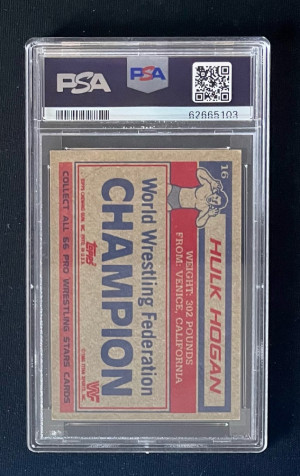 PSA
PSA
62665103
16
HULK HOGAN
WEIGHT: 302 POUNDS
FROM: VENICE, CALIFORNIA
World Wrestling Federation
CHAMPION
Topps
COLLECT ALL 66 PRO WRESTLING STARS CARDS